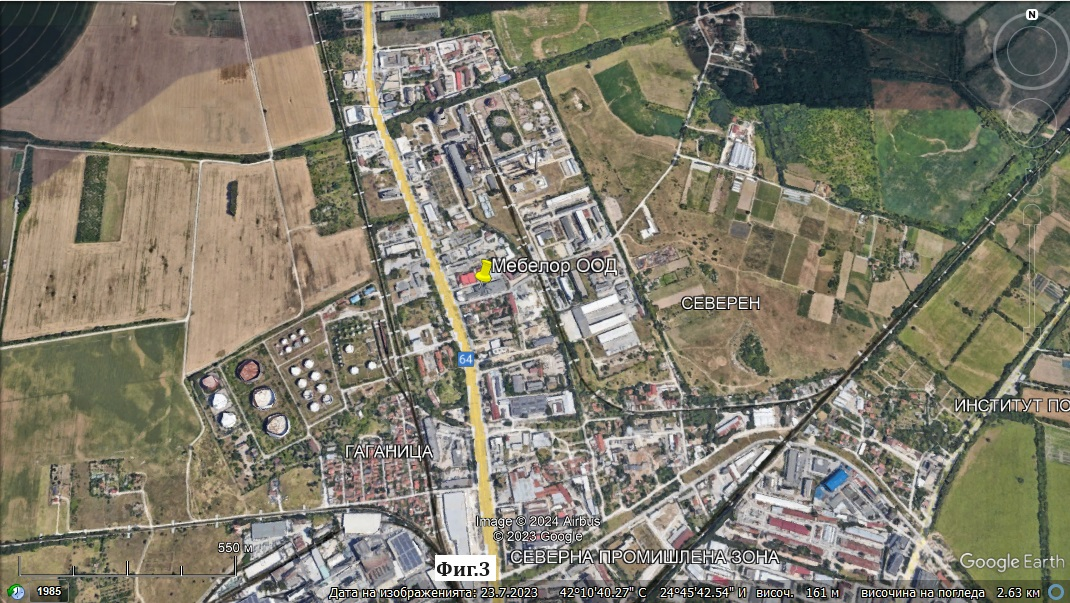 N
Мебелор ООД
СЕВЕРЕН
64
ИНСТИТУТ ПО
ГАГАНИЦА
Image © 2024 Airbus
© 2023 Google
550 м
СЕВЕРНА ПРОМИШЛЕНА ЗОНА
Фиг.3
Google Earth
1985
Дата на изображенията: 23.7.2023 42°10'40.27" С 24°45'42.54" И височ. 161 м височина на погледа 2.63 км